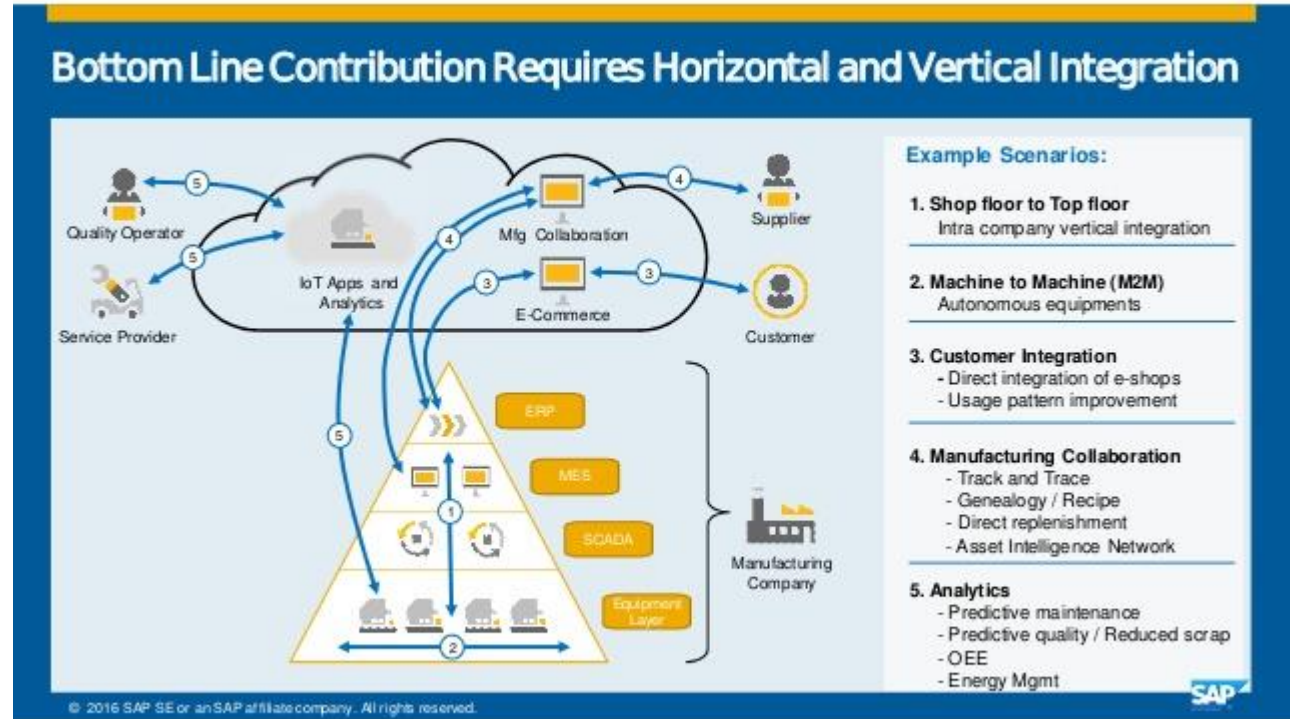 Bottom Line Contribution Requires Horizontal and Vertical Integration
5
Quality Operator
5
Service Provider
IoT Apps and
Analytics
4
Mfg Collaboration
4
Supplier
3
E-Commerce
3
Customer
5
ERP
MES
1
SCADA
Equipment
Layer
2
Manufacturing
Company
Example Scenarios:
1. Shop floor to Top floor
Intra company vertical integration
2. Machine to Machine (M2M)
Autonomous equipments
3. Customer Integration
- Direct integration of e-shops
- Usage pattern improvement
4. Manufacturing Collaboration
- Track and Trace
- Genealogy / Recipe
- Direct replenishment
- Asset Intelligence Network
5. Analytics
- Predictive maintenance
- Predictive quality / Reduced scrap
- OEE
- Energy Mgmt
SAP
© 2016 SAP SE or an SAP affiliate company. All rights reserved.